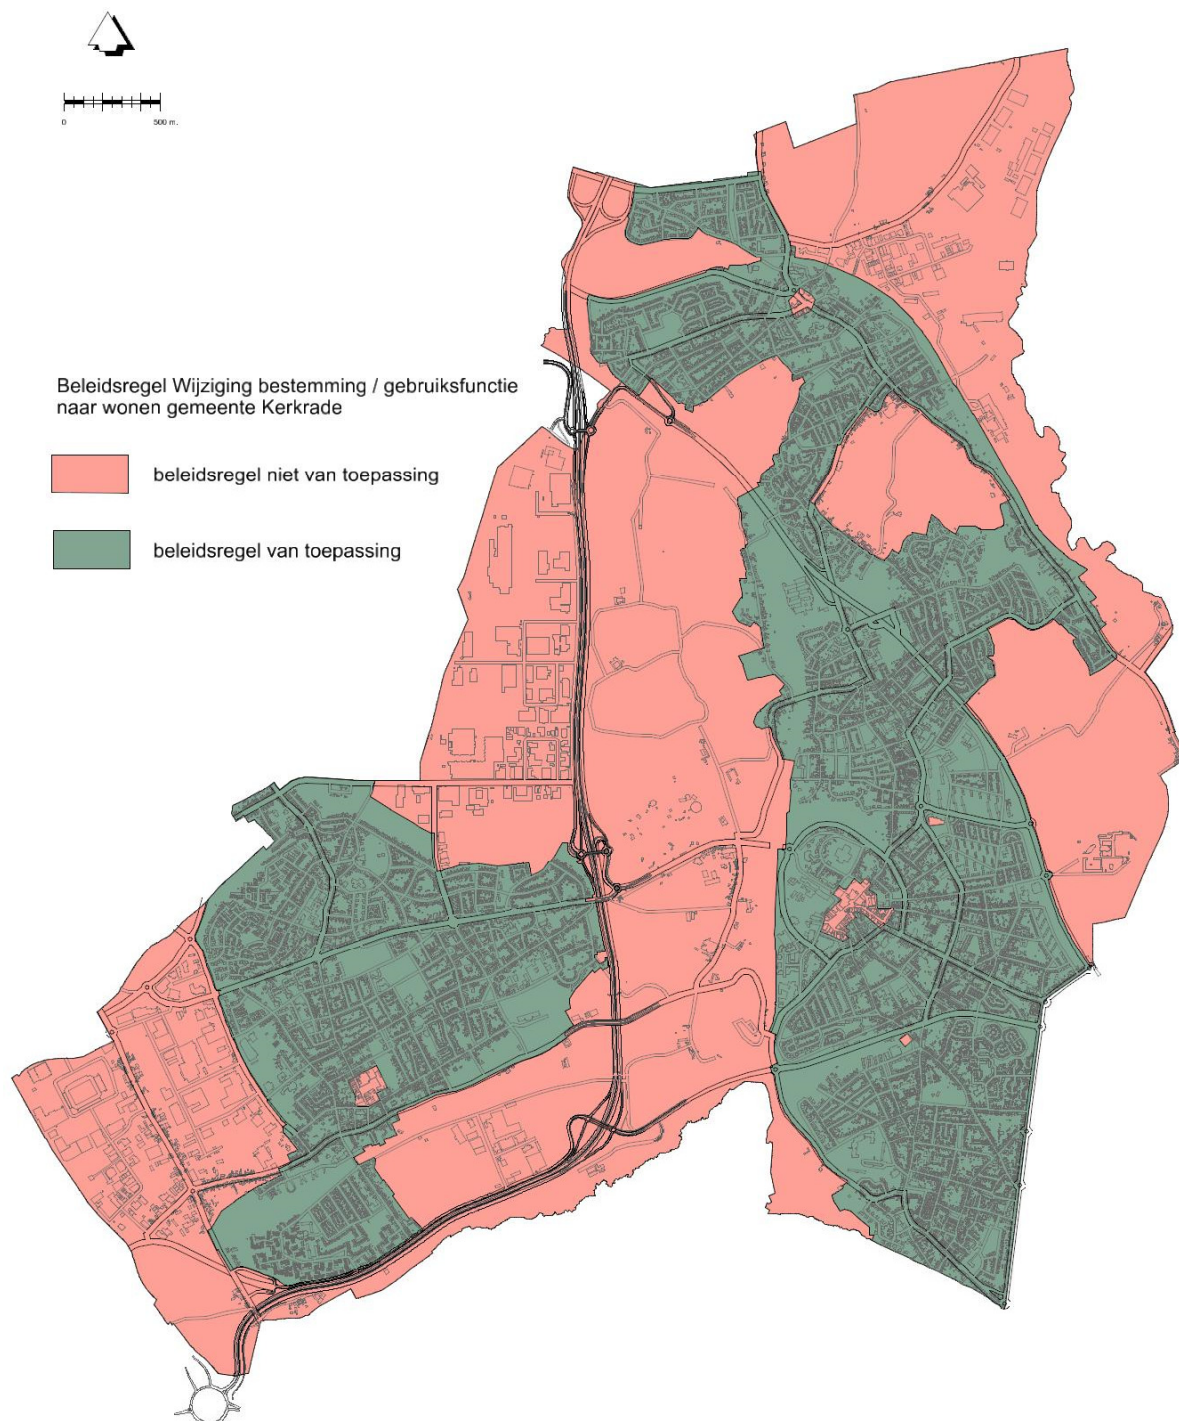 0 500 m.
Beleidsregel Wijziging bestemming / gebruiksfunctie
naar wonen gemeente Kerkrade
beleidsregel niet van toepassing
beleidsregel van toepassing